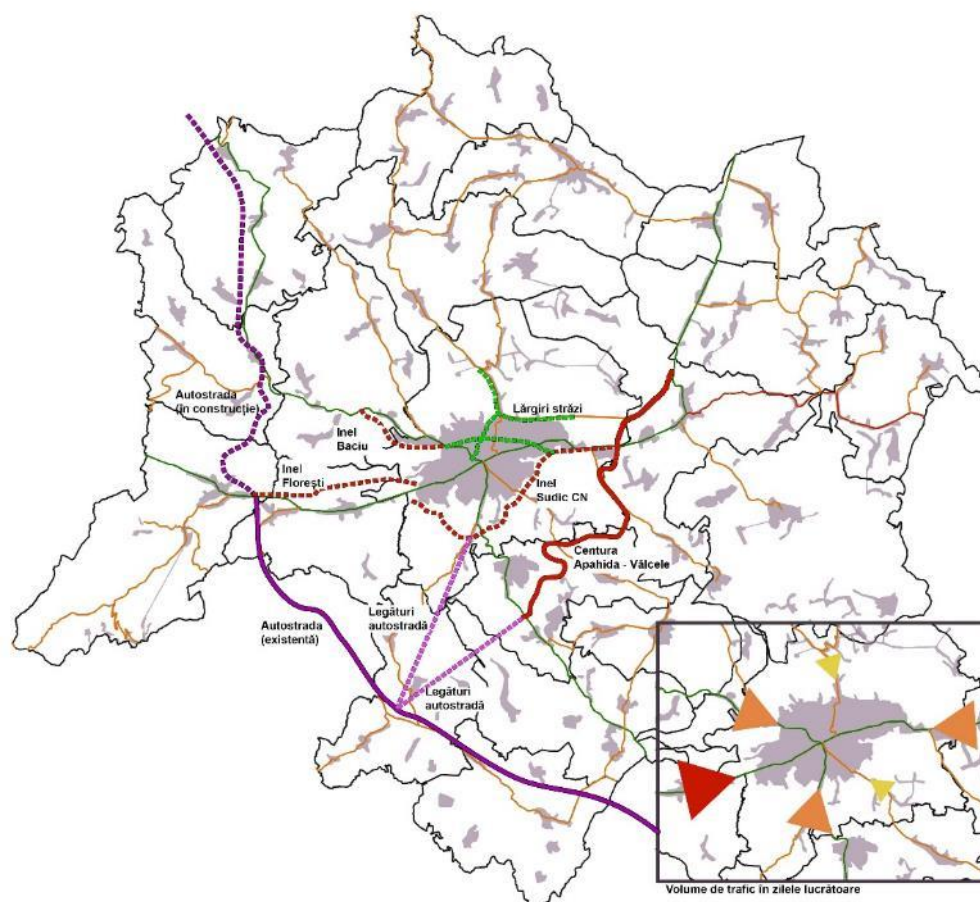 Autostrada
(în construcție)
Lărgiri străzi
Inel
Baciu
Inel
Florești
Inel
Sudic CN
Centura
Apahida - Vâlcele
Legături
autostradă
Autostrada
(existentă)
Legături
autostradă
Volume de trafic în zilele lucrătoare